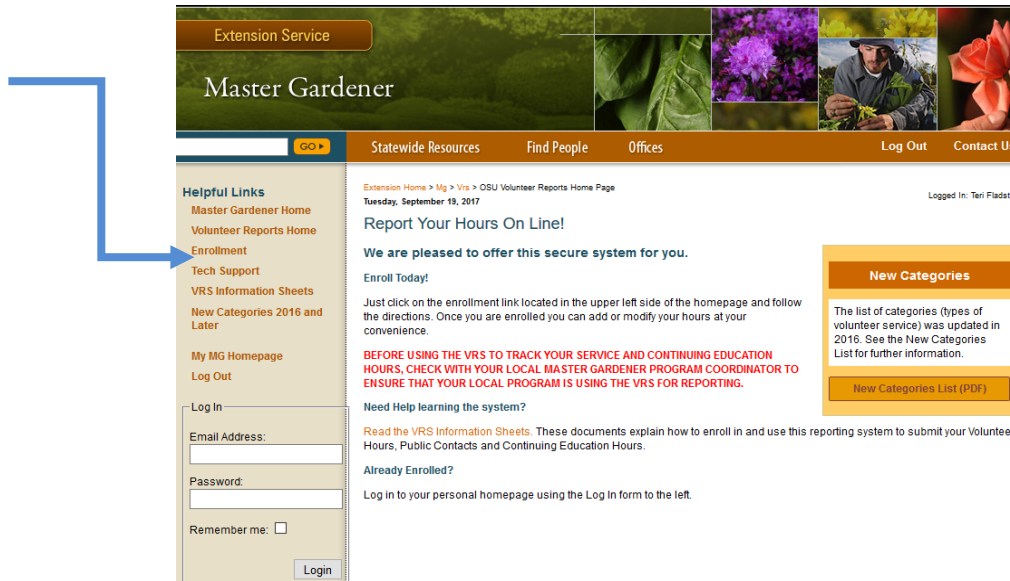 Extension Service
Master Gardener
GO
Statewide Resources
Find People
Offices
Log Out
Contact Us
Helpful Links
Master Gardener Home
Volunteer Reports Home
Enrollment
Tech Support
VRS Information Sheets
New Categories 2016 and
Later
My MG Homepage
Log Out
Log In
Email Address:
Password:
Remember me:
Login
Extension Home > Mg > Vrs > OSU Volunteer Reports Home Page
Tuesday, September 19, 2017
Logged In: Teri Fladst
Report Your Hours On Line!
We are pleased to offer this secure system for you.
Enroll Today!
Just click on the enrollment link located in the upper left side of the homepage and follow
the directions. Once you are enrolled you can add or modify your hours at your
convenience.
BEFORE USING THE VRS TO TRACK YOUR SERVICE AND CONTINUING EDUCATION
HOURS, CHECK WITH YOUR LOCAL MASTER GARDENER PROGRAM COORDINATOR TO
ENSURE THAT YOUR LOCAL PROGRAM IS USING THE VRS FOR REPORTING.
Need Help learning the system?
Read the VRS Information Sheets. These documents explain how to enroll in and use this reporting system to submit your Voluntee
Hours, Public Contacts and Continuing Education Hours.
Already Enrolled?
Log in to your personal homepage using the Log In form to the left.
New Categories
The list of categories (types of
volunteer service) was updated in
2016. See the New Categories
List for further information.
New Categories List (PDF)